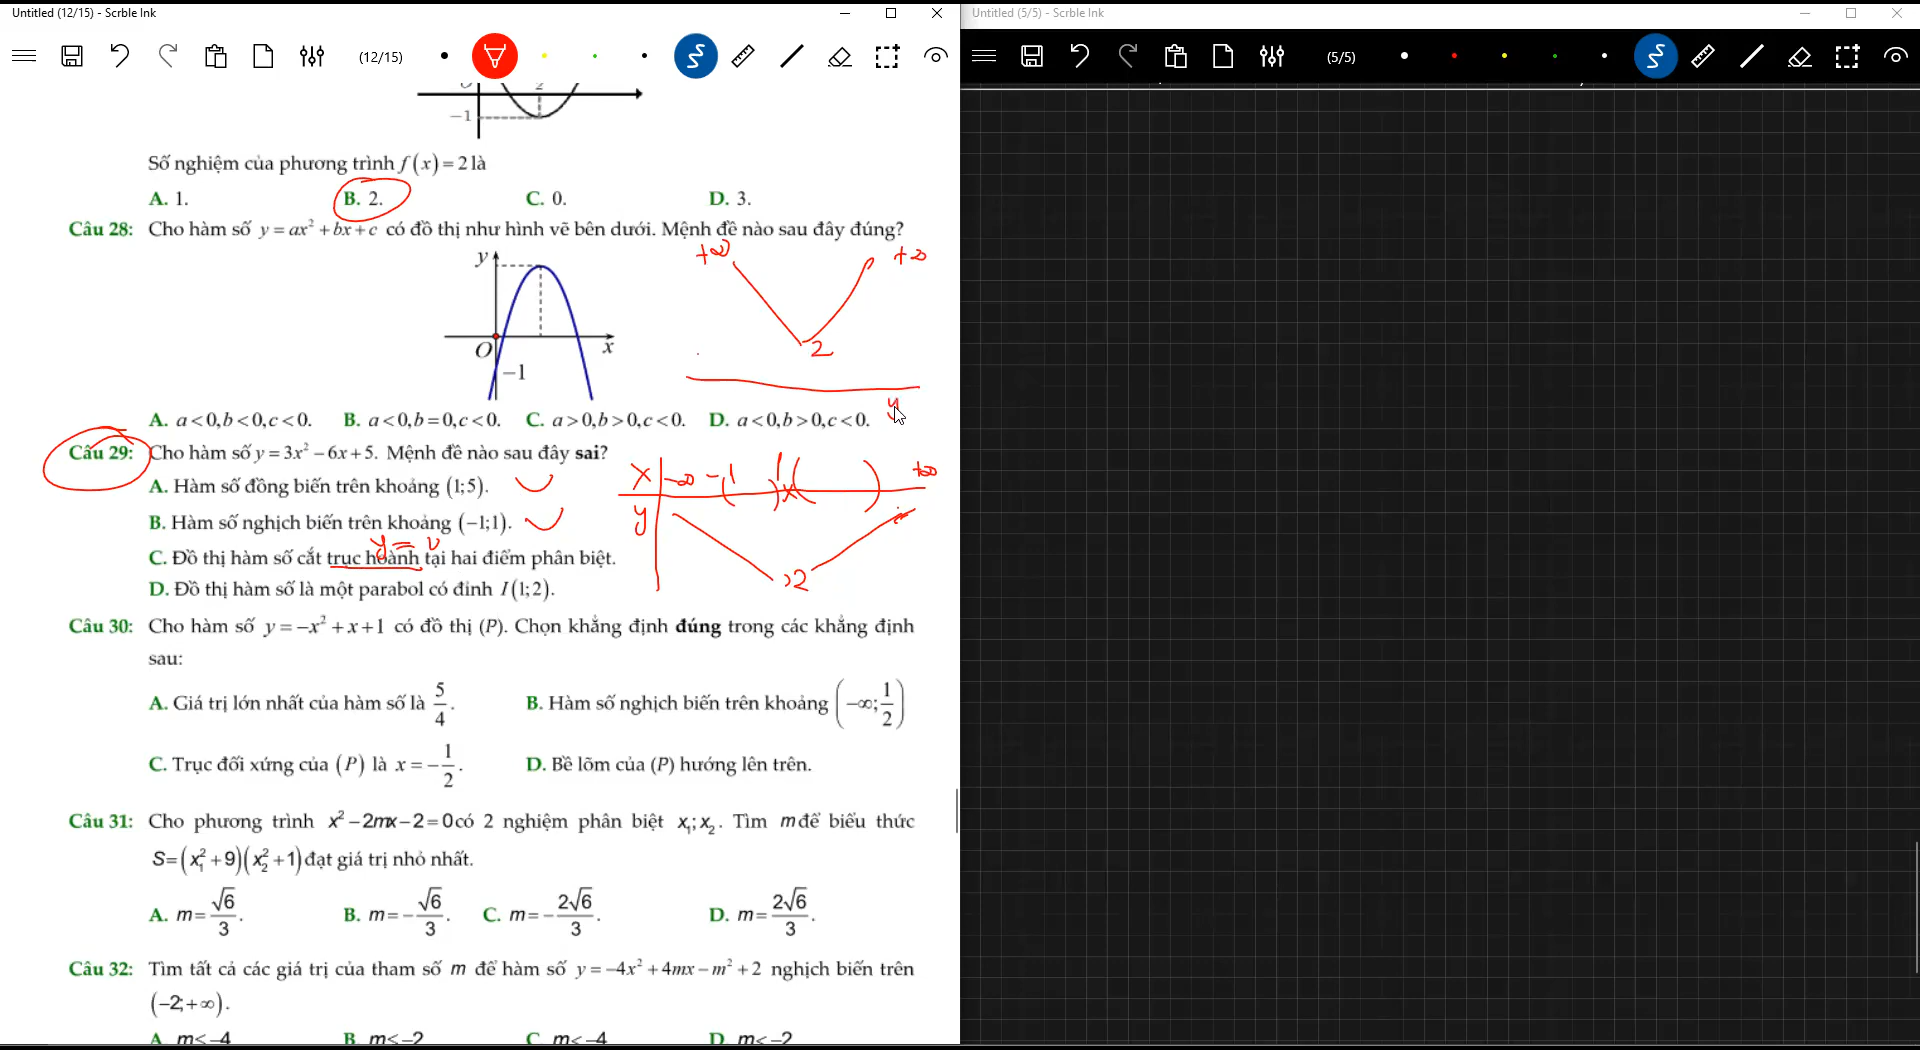 Untitled (12/15) - Scrble Ink
Untitled (5/5) - Scrble Ink
(12/15)
(5/5)
2
−1
Số nghiệm của phương trình f(x) = 2 là
A. 1. B. 2. C. 0. D. 3.
Câu 28: Cho hàm số y = ax² + bx + c có đồ thị như hình vẽ bên dưới. Mệnh đề nào sau đây đúng?
+∞ +∞
y
2
O x
−1
y
A. a < 0, b < 0, c < 0. B. a < 0, b = 0, c < 0. C. a > 0, b > 0, c < 0. D. a < 0, b > 0, c < 0.
Câu 29: Cho hàm số y = 3x² − 6x + 5. Mệnh đề nào sau đây sai?
x −∞ −1 1 +∞
A. Hàm số đồng biến trên khoảng (1;5).
y
B. Hàm số nghịch biến trên khoảng (−1;1).
y = 0
C. Đồ thị hàm số cắt trục hoành tại hai điểm phân biệt.
2
D. Đồ thị hàm số là một parabol có đỉnh I(1;2).
Câu 30: Cho hàm số y = −x² + x + 1 có đồ thị (P). Chọn khẳng định đúng trong các khẳng định
sau:
A. Giá trị lớn nhất của hàm số là 5/4. B. Hàm số nghịch biến trên khoảng (−∞; 1/2)
C. Trục đối xứng của (P) là x = −1/2. D. Bề lõm của (P) hướng lên trên.
Câu 31: Cho phương trình x² − 2mx − 2 = 0 có 2 nghiệm phân biệt x₁; x₂. Tìm m để biểu thức
S = (x₁² + 9)(x₂² + 1) đạt giá trị nhỏ nhất.
A. m = √6/3. B. m = −√6/3. C. m = −2√6/3. D. m = 2√6/3.
Câu 32: Tìm tất cả các giá trị của tham số m để hàm số y = −4x² + 4mx − m² + 2 nghịch biến trên
(−2; +∞).